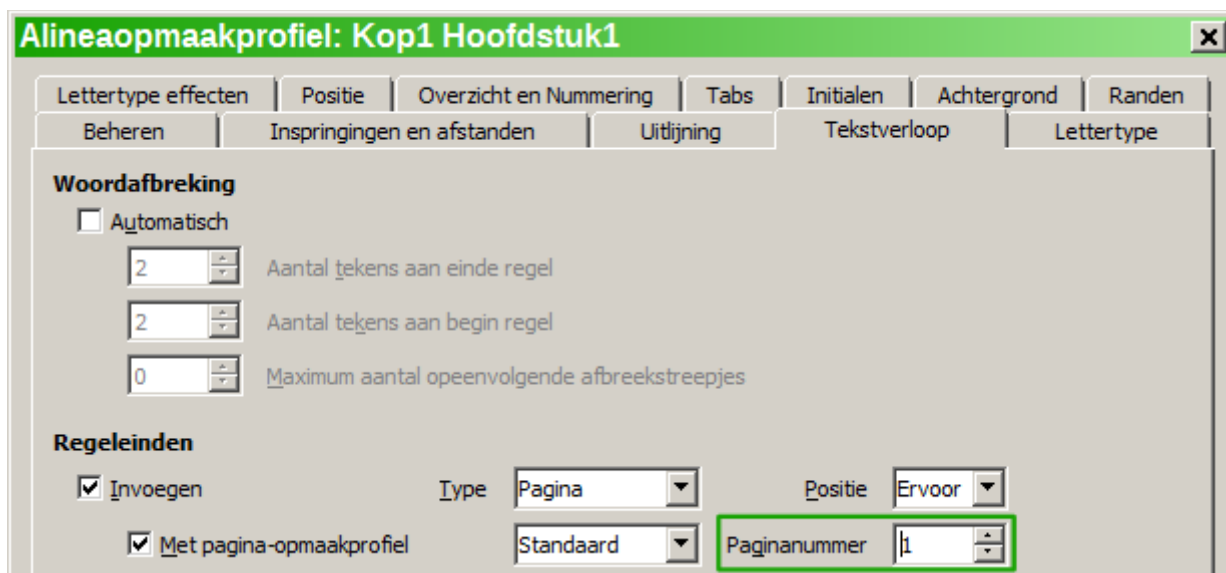 Alineaopmaakprofiel: Kop1 Hoofdstuk1
Lettertype effecten Positie Overzicht en Nummering Tabs Initialen Achtergrond Randen
Beheren Inspringingen en afstanden Uitlijning Tekstverloop Lettertype
Woordafbreking
Automatisch
2 Aantal tekens aan einde regel
2 Aantal tekens aan begin regel
0 Maximum aantal opeenvolgende afbreekstreepjes
Regeleinden
Invoegen Type Pagina Positie Ervoor
Met pagina-opmaakprofiel Standaard Paginanummer 1